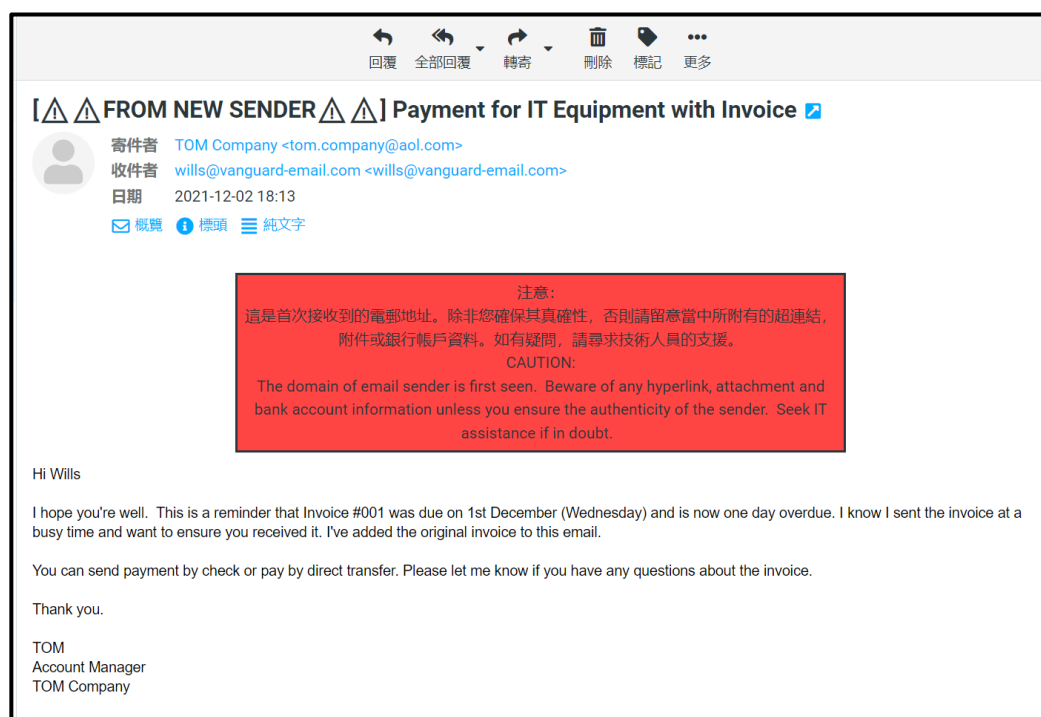 回覆 全部回覆 轉寄 刪除 標記 更多
[⚠ ⚠FROM NEW SENDER⚠ ⚠] Payment for IT Equipment with Invoice
寄件者 TOM Company <tom.company@aol.com>
收件者 wills@vanguard-email.com <wills@vanguard-email.com>
日期 2021-12-02 18:13
概覽 標頭 純文字
注意:
這是首次接收到的電郵地址。除非您確保其真確性，否則請留意當中所附有的超連結，
附件或銀行帳戶資料。如有疑問，請尋求技術人員的支援。
CAUTION:
The domain of email sender is first seen. Beware of any hyperlink, attachment and
bank account information unless you ensure the authenticity of the sender. Seek IT
assistance if in doubt.
Hi Wills
I hope you're well. This is a reminder that Invoice #001 was due on 1st December (Wednesday) and is now one day overdue. I know I sent the invoice at a
busy time and want to ensure you received it. I've added the original invoice to this email.
You can send payment by check or pay by direct transfer. Please let me know if you have any questions about the invoice.
Thank you.
TOM
Account Manager
TOM Company